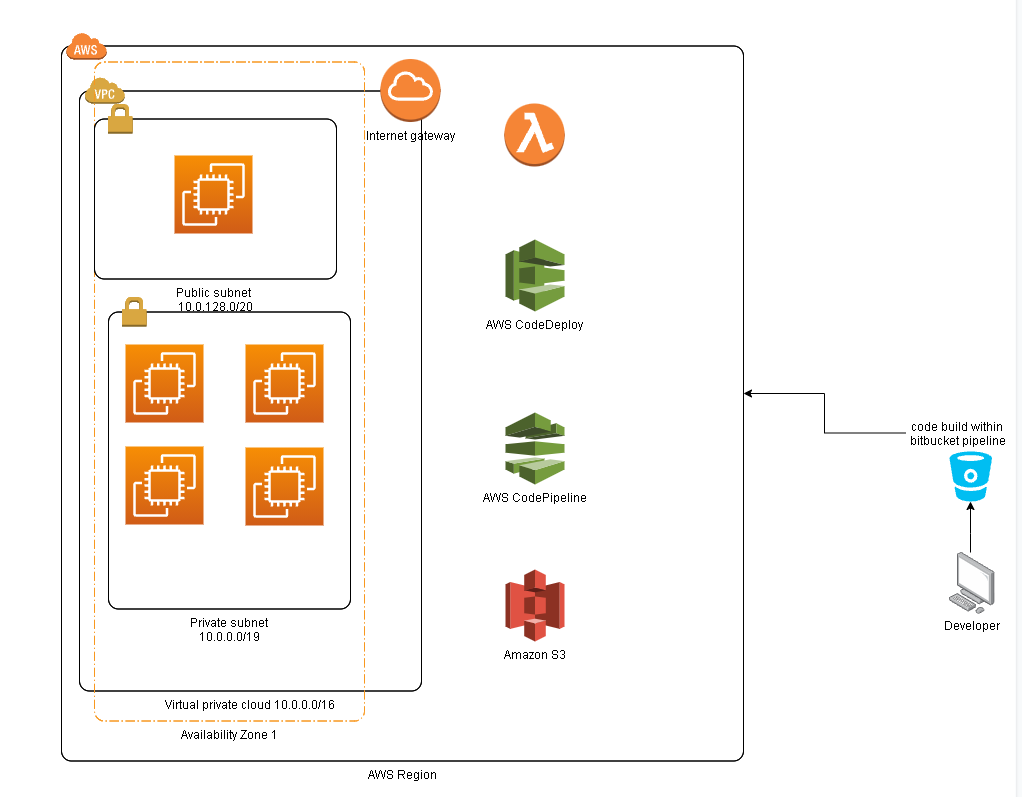 AWS
VPC
Internet gateway
Public subnet
10.0.128.0/20
AWS CodeDeploy
code build within
bitbucket pipeline
AWS CodePipeline
Private subnet
10.0.0.0/19
Developer
Amazon S3
Virtual private cloud 10.0.0.0/16
Availability Zone 1
AWS Region